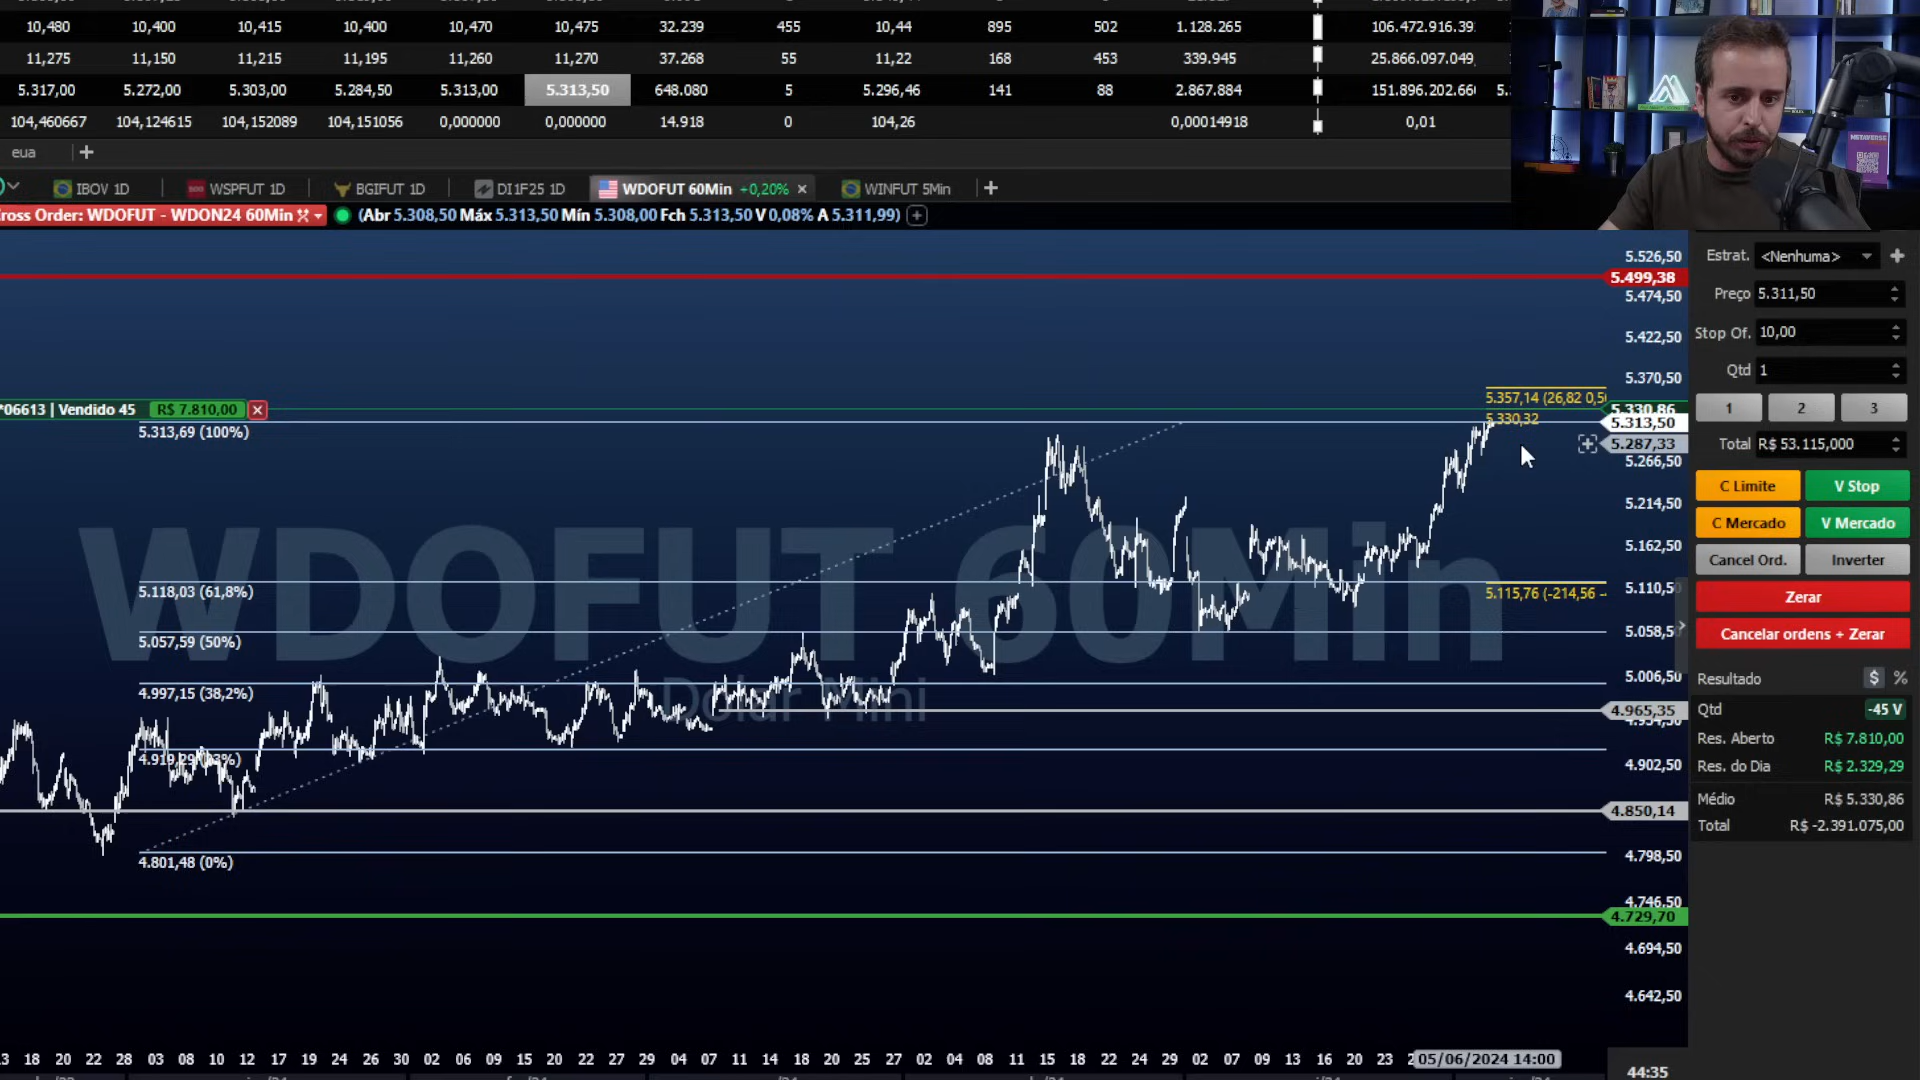 10,480 10,400 10,415 10,400 10,470 10,475 32.239 455 10,44 895 502 1.128.265 106.472.916.39
11,275 11,150 11,215 11,195 11,260 11,270 37.268 55 11,22 168 453 339.945 25.866.097.049
5.317,00 5.272,00 5.303,00 5.284,50 5.313,00 5.313,50 648.080 5 5.296,46 141 88 2.867.884 151.896.202.66
104,460667 104,124615 104,152089 104,151056 0,000000 0,000000 14.918 0 104,26 0,00014918 0,01
eua +
IBOV 1D WSPFUT 1D BGIFUT 1D DI1F25 1D WDOFUT 60Min +0,20% × WINFUT 5Min +
Cross Order: WDOFUT - WDON24 60Min (Abr 5.308,50 Máx 5.313,50 Mín 5.308,00 Fch 5.313,50 V 0,08% A 5.311,99) +
METAVERSE
WDOFUT 60Min
Dolar Mini
*06613 | Vendido 45 R$ 7.810,00
5.313,69 (100%)
5.118,03 (61,8%)
5.057,59 (50%)
4.997,15 (38,2%)
4.919,29 (23%)
4.801,48 (0%)
5.357,14 (26,82 0,5
5.330,32
5.115,76 (-214,56 -
5.526,50
5.499,38
5.474,50
5.422,50
5.370,50
5.330,86
5.313,50
5.287,33
5.266,50
5.214,50
5.162,50
5.110,50
5.058,5
5.006,50
4.965,35
4.954,50
4.902,50
4.850,14
4.798,50
4.746,50
4.729,70
4.694,50
4.642,50
Estrat. <Nenhuma> +
Preço 5.311,50
Stop Of. 10,00
Qtd 1
1 2 3
Total R$ 53.115,000
C Limite V Stop
C Mercado V Mercado
Cancel Ord. Inverter
Zerar
Cancelar ordens + Zerar
Resultado $ %
Qtd -45 V
Res. Aberto R$ 7.810,00
Res. do Dia R$ 2.329,29
Médio R$ 5.330,86
Total R$ -2.391.075,00
18 20 22 28 03 08 10 12 17 19 24 26 30 02 06 09 15 20 22 27 29 04 07 11 14 18 20 22 27 02 04 08 11 15 18 22 24 29 02 07 09 13 16 20 23 05/06/2024 14:00
44:35